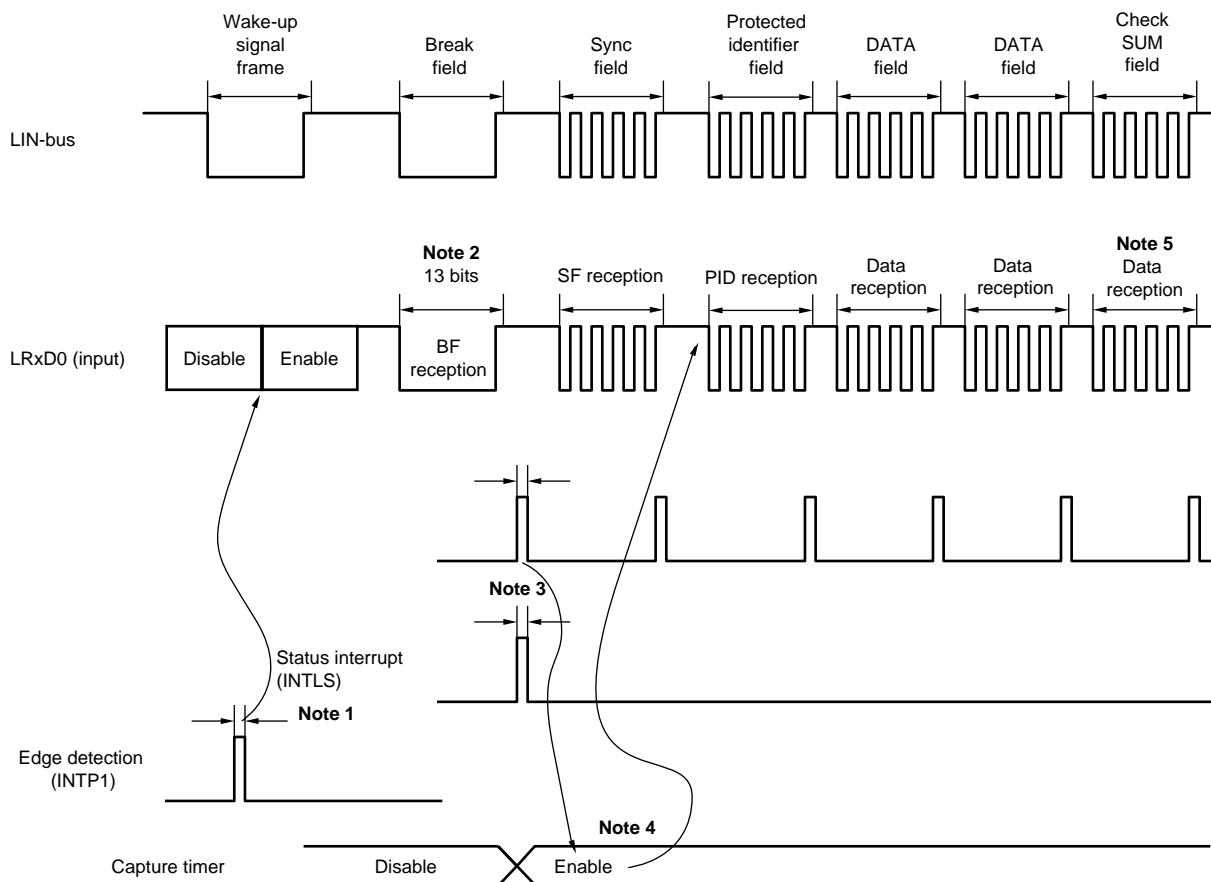 Wake-up
signal
frame
Break
field
Sync
field
Protected
identifier
field
DATA
field
DATA
field
Check
SUM
field
LIN-bus
Note 2
13 bits
SF reception
PID reception
Data
reception
Data
reception
Note 5
Data
reception
LRxD0 (input)
Disable
Enable
BF
reception
Note 3
Status interrupt
(INTLS)
Note 1
Edge detection
(INTP1)
Note 4
Capture timer
Disable
Enable